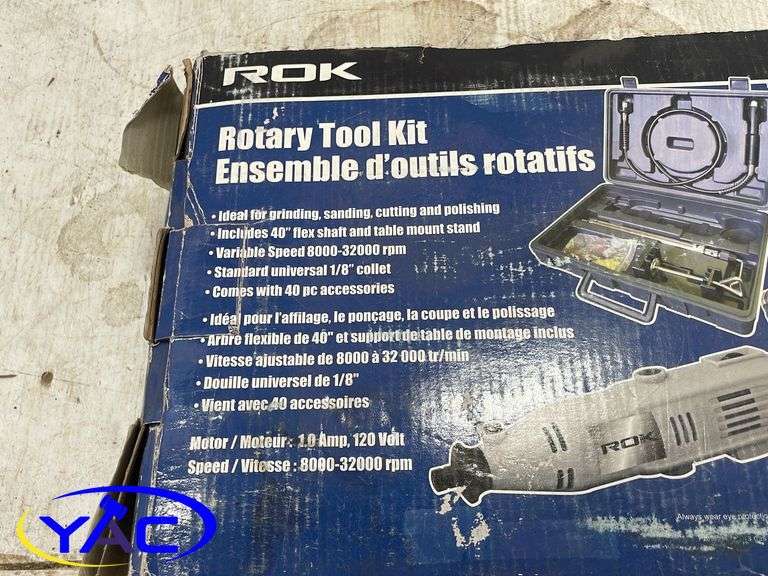 ROK
Rotary Tool Kit
Ensemble d'outils rotatifs
• Ideal for grinding, sanding, cutting and polishing
• Includes 40" flex shaft and table mount stand
• Variable Speed 8000-32000 rpm
• Standard universal 1/8" collet
• Comes with 40 pc accessories
• Idéal pour l'affilage, le ponçage, la coupe et le polissage
• Arbre flexible de 40" et support de table de montage inclus
• Vitesse ajustable de 8000 à 32 000 tr/min
• Douille universel de 1/8"
• Vient avec 40 accessoires
Motor / Moteur : 1.0 Amp, 120 Volt
Speed / Vitesse : 8000-32000 rpm
ROK
Always wear eye protection
YAC